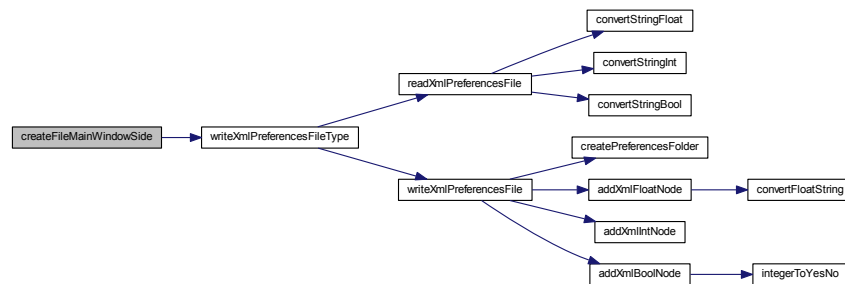 convertStringFloat
convertStringInt
readXmlPreferencesFile
convertStringBool
createFileMainWindowSide
writeXmlPreferencesFileType
createPreferencesFolder
writeXmlPreferencesFile
addXmlFloatNode
convertFloatString
addXmlIntNode
addXmlBoolNode
integerToYesNo